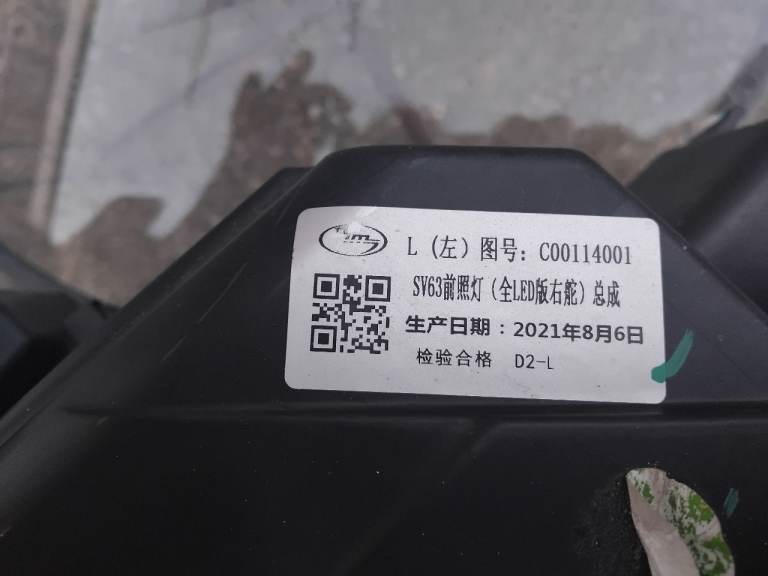 L（左）图号：C00114001
SV63前照灯（全LED版右舵）总成
生产日期：2021年8月6日
检验合格 D2-L